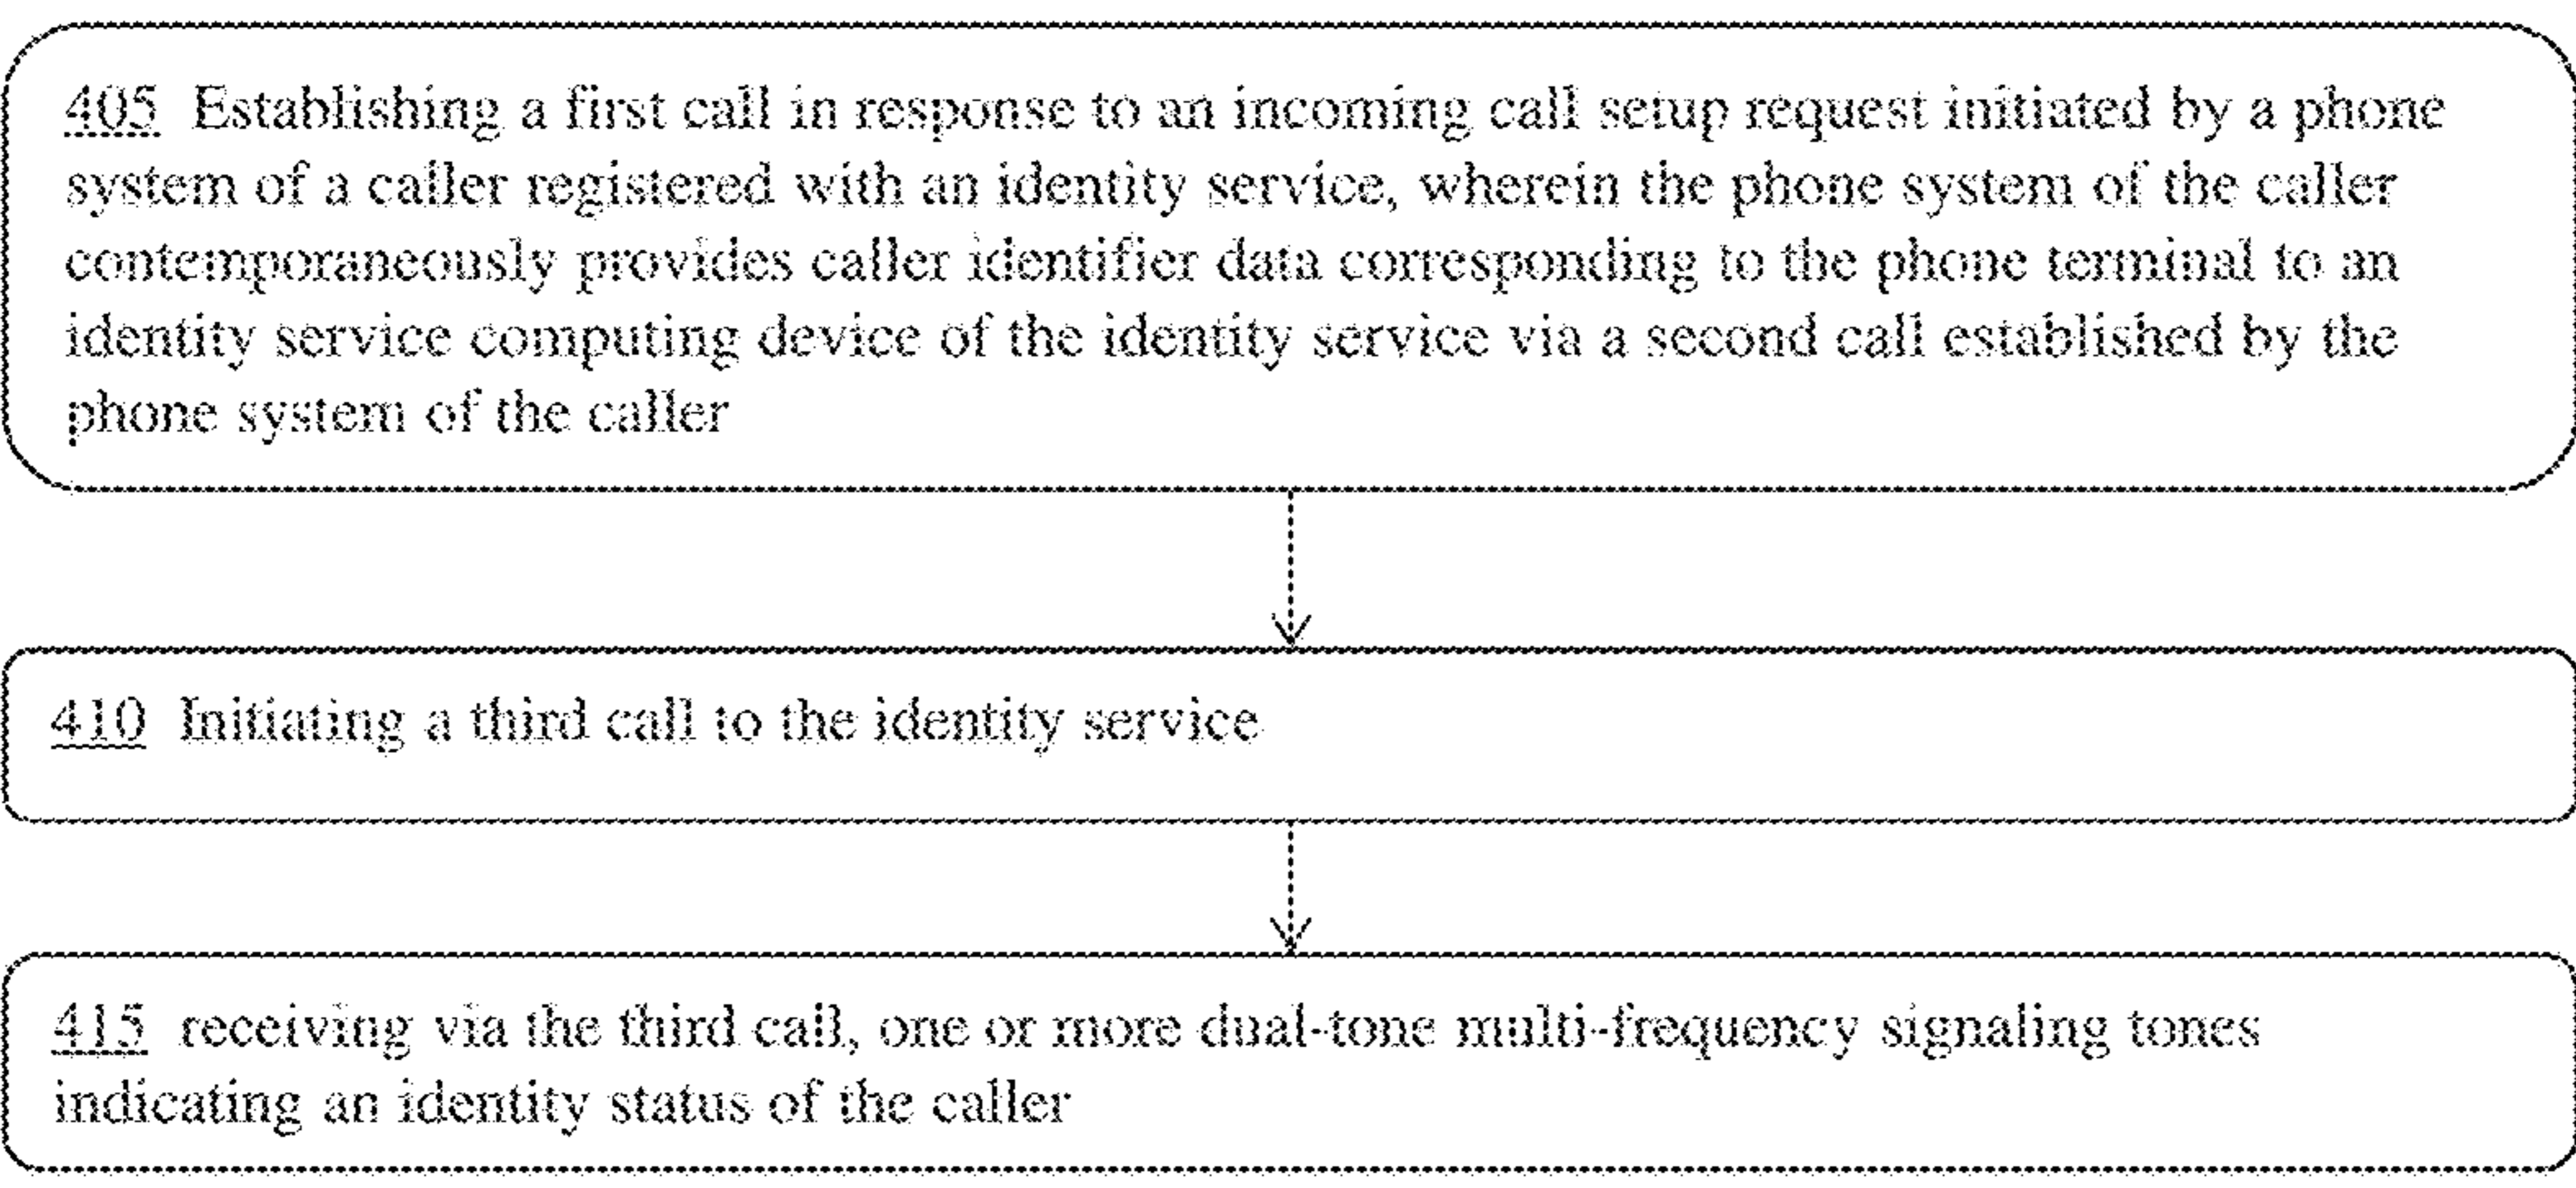 405 Establishing a first call in response to an incoming call setup request initiated by a phone
system of a caller registered with an identity service, wherein the phone system of the caller
contemporaneously provides caller identifier data corresponding to the phone terminal to an
identity service computing device of the identity service via a second call established by the
phone system of the caller
410 Initiating a third call to the identity service
415 receiving via the third call, one or more dual-tone multi-frequency signaling tones
indicating an identity status of the caller